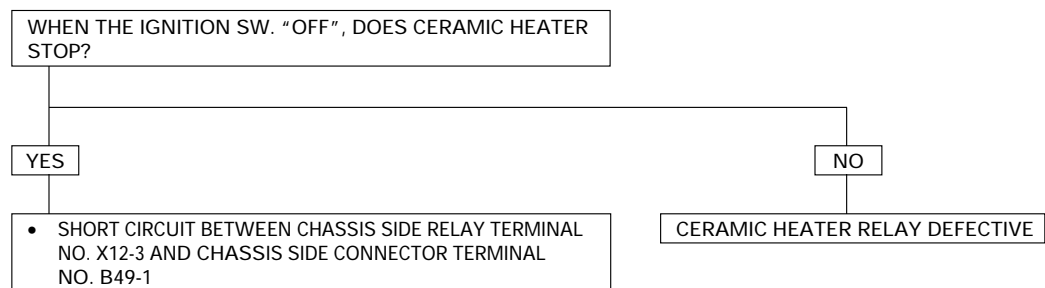 WHEN THE IGNITION SW. “OFF”, DOES CERAMIC HEATER
STOP?
YES
NO
• SHORT CIRCUIT BETWEEN CHASSIS SIDE RELAY TERMINAL
NO. X12-3 AND CHASSIS SIDE CONNECTOR TERMINAL
NO. B49-1
CERAMIC HEATER RELAY DEFECTIVE